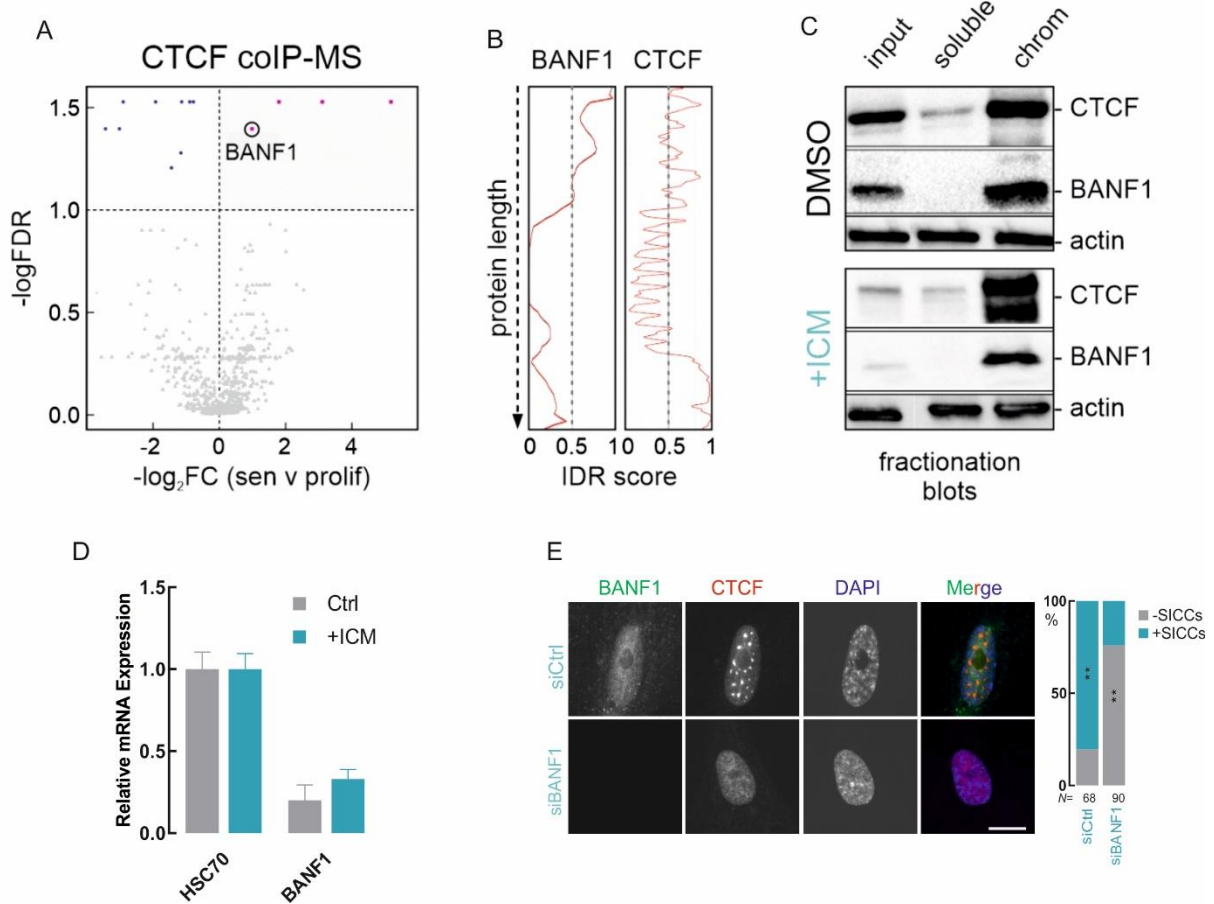 A
CTCF coIP-MS
1.5
1.0
0.5
0.0
-logFDR
BANF1
-2 0 2 4
-log₂FC (sen v prolif)
B
BANF1 CTCF
protein length
0 0.5 1 0 0.5 1
IDR score
C
input soluble chrom
DMSO
CTCF
BANF1
actin
+ICM
CTCF
BANF1
actin
fractionation
blots
D
Relative mRNA Expression
1.5
1.0
0.5
0.0
Ctrl
+ICM
HSC70
BANF1
E
BANF1 CTCF DAPI Merge
siCtrl
siBANF1
100
%
50
0
**
**
-SICCs
+SICCs
N= 68 90
siCtrl
siBANF1